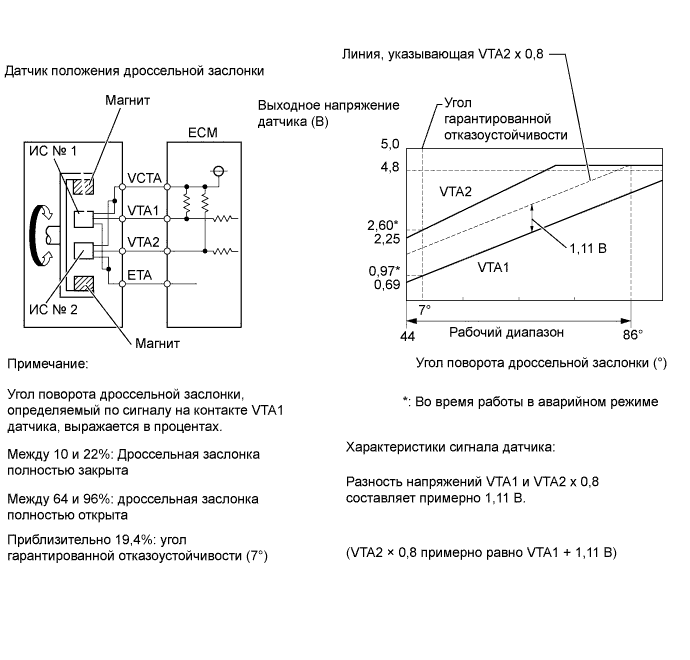 Линия, указывающая VTA2 x 0,8
Датчик положения дроссельной заслонки
Магнит
Выходное напряжение
датчика (В)
Угол
гарантированной
отказоустойчивости
ECM
ИС № 1
VCTA
VTA1
VTA2
ETA
ИС № 2
Магнит
5,0
4,8
VTA2
2,60*
2,25
1,11 В
0,97*
VTA1
0,69
7°
Рабочий диапазон
44
86°
Угол поворота дроссельной заслонки (°)
*: Во время работы в аварийном режиме
Примечание:
Угол поворота дроссельной заслонки,
определяемый по сигналу на контакте VTA1
датчика, выражается в процентах.
Между 10 и 22%: Дроссельная заслонка
полностью закрыта
Между 64 и 96%: дроссельная заслонка
полностью открыта
Приблизительно 19,4%: угол
гарантированной отказоустойчивости (7°)
Характеристики сигнала датчика:
Разность напряжений VTA1 и VTA2 x 0,8
составляет примерно 1,11 В.
(VTA2 × 0,8 примерно равно VTA1 + 1,11 В)